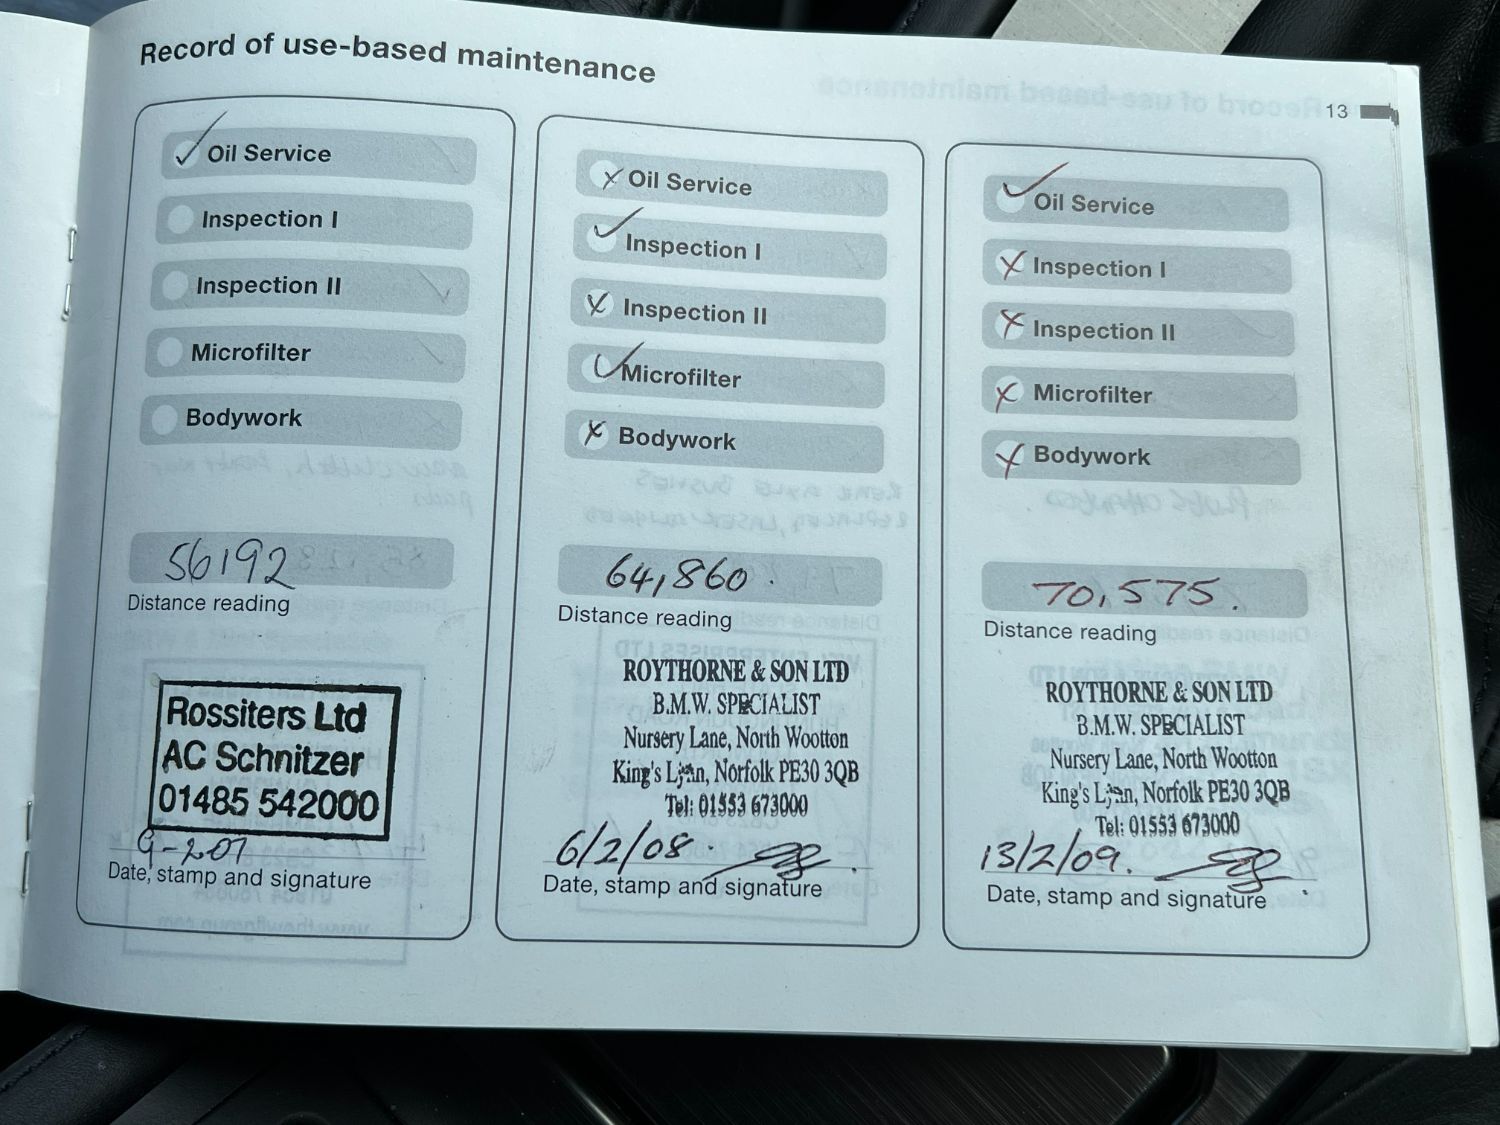 Record of use-based maintenance
13
✓ Oil Service
Inspection I
Inspection II
Microfilter
Bodywork
56192
Distance reading
Rossiters Ltd
AC Schnitzer
01485 542000
9-2-07
Date, stamp and signature
x Oil Service
✓ Inspection I
x Inspection II
✓ Microfilter
x Bodywork
64,860.
Distance reading
ROYTHORNE & SON LTD
B.M.W. SPECIALIST
Nursery Lane, North Wootton
King's Lynn, Norfolk PE30 3QB
Tel: 01553 673000
6/2/08.
Date, stamp and signature
✓ Oil Service
x Inspection I
x Inspection II
x Microfilter
x Bodywork
70,575.
Distance reading
ROYTHORNE & SON LTD
B.M.W. SPECIALIST
Nursery Lane, North Wootton
King's Lynn, Norfolk PE30 3QB
Tel: 01553 673000
13/2/09.
Date, stamp and signature